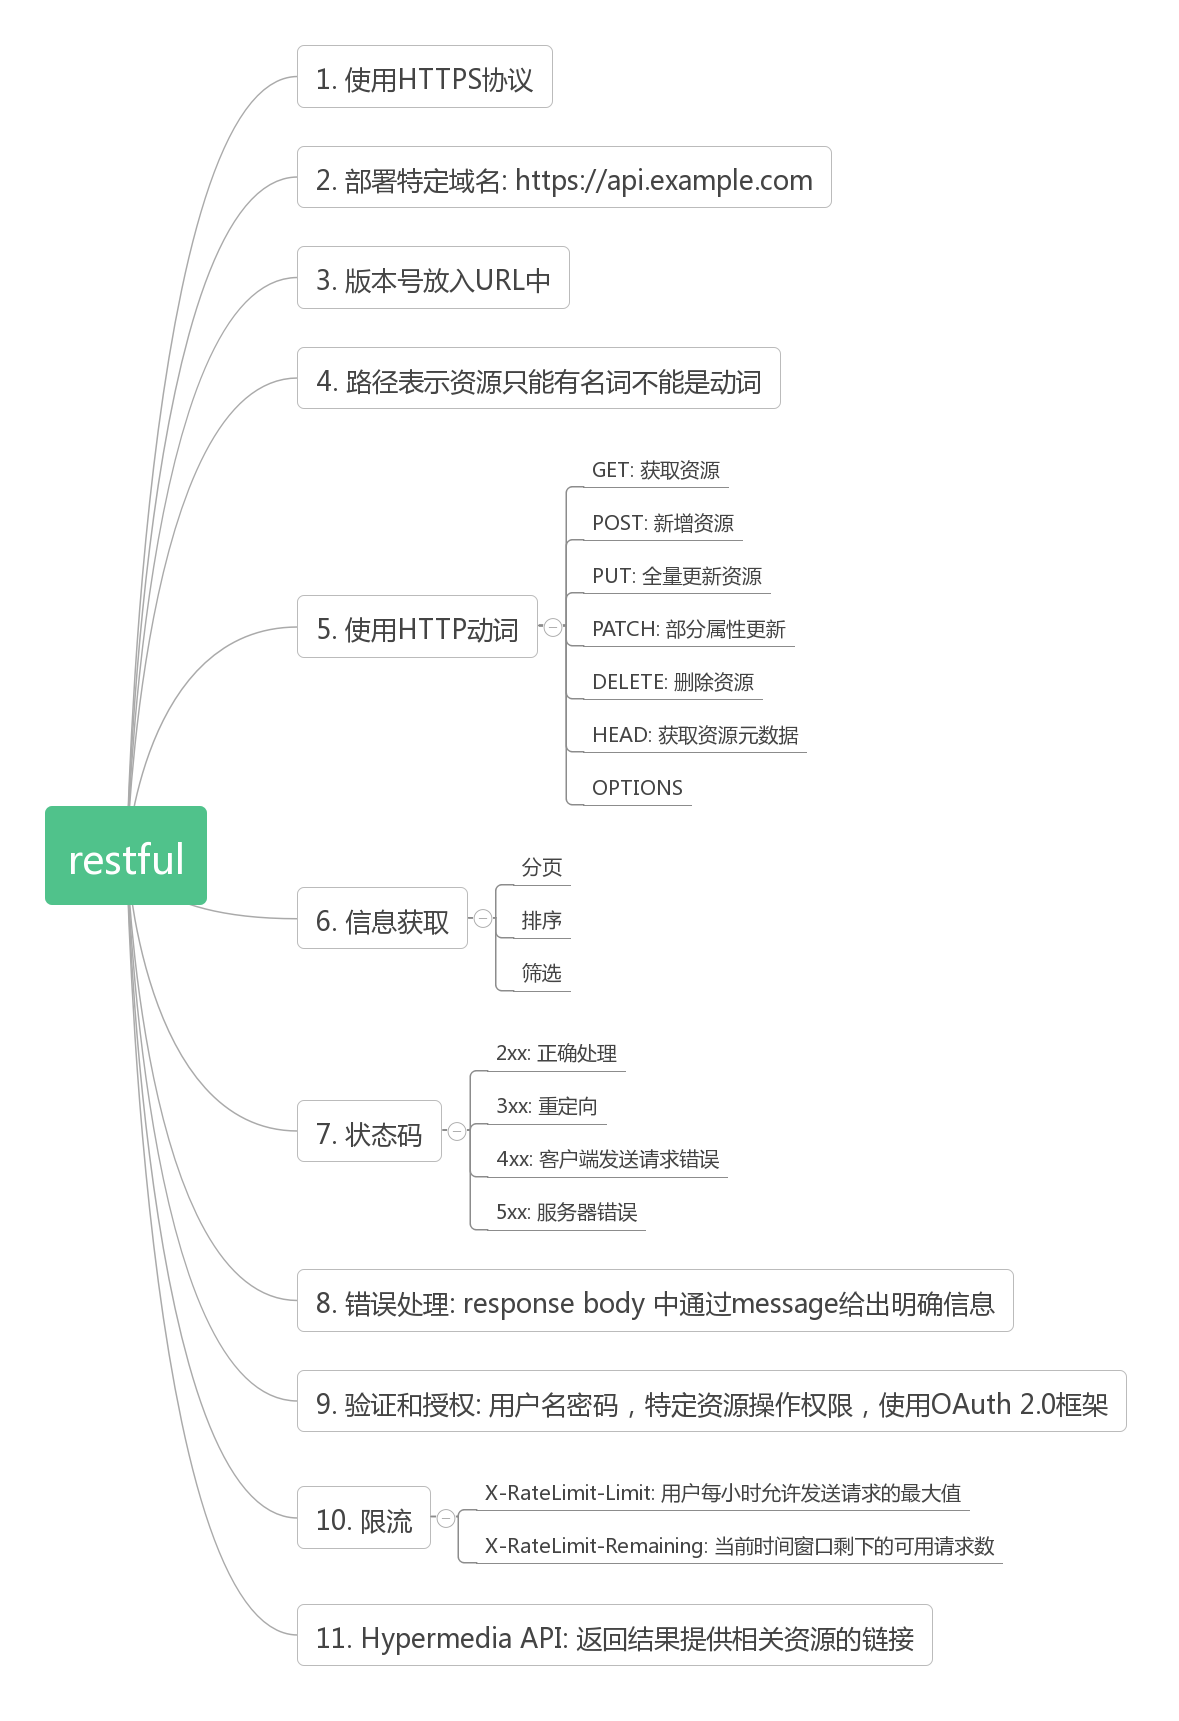 1. 使用HTTPS协议
2. 部署特定域名: https://api.example.com
3. 版本号放入URL中
4. 路径表示资源只能有名词不能是动词
5. 使用HTTP动词
GET: 获取资源
POST: 新增资源
PUT: 全量更新资源
PATCH: 部分属性更新
DELETE: 删除资源
HEAD: 获取资源元数据
OPTIONS
restful
6. 信息获取
分页
排序
筛选
7. 状态码
2xx: 正确处理
3xx: 重定向
4xx: 客户端发送请求错误
5xx: 服务器错误
8. 错误处理: response body 中通过message给出明确信息
9. 验证和授权: 用户名密码，特定资源操作权限，使用OAuth 2.0框架
10. 限流
X-RateLimit-Limit: 用户每小时允许发送请求的最大值
X-RateLimit-Remaining: 当前时间窗口剩下的可用请求数
11. Hypermedia API: 返回结果提供相关资源的链接